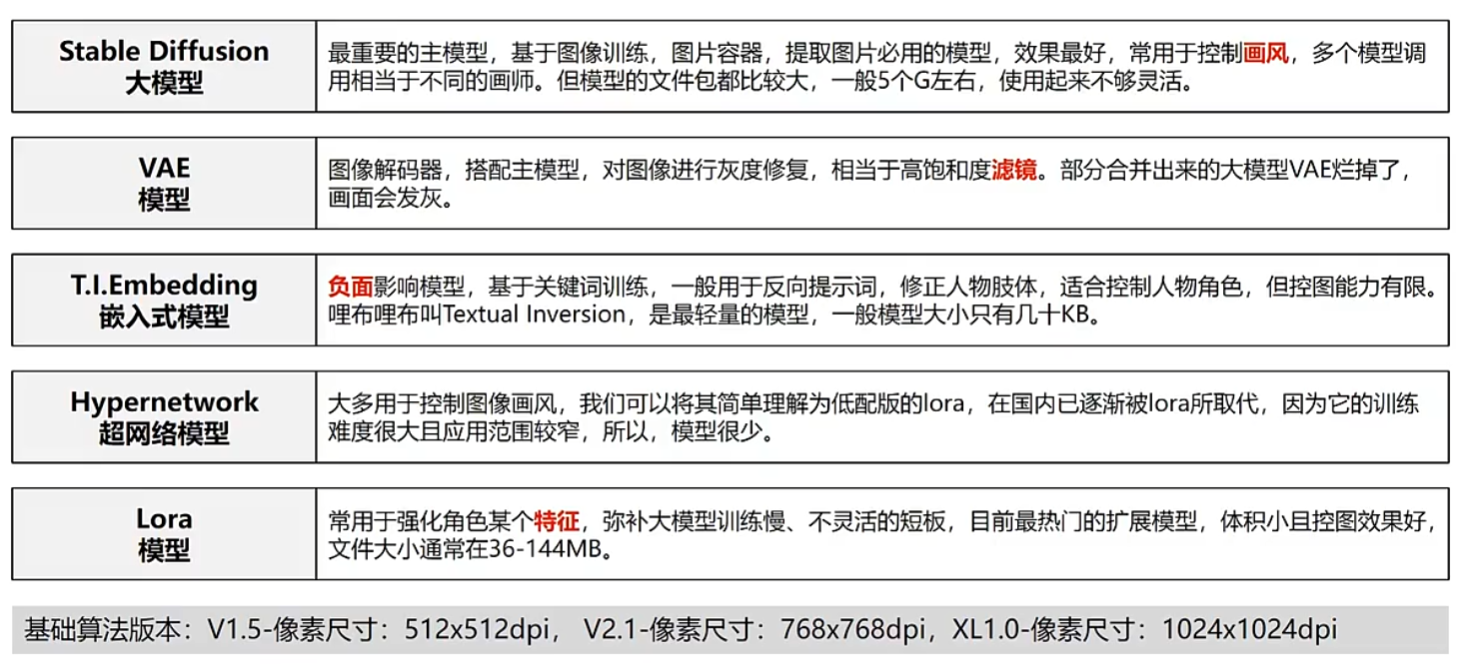 Stable Diffusion
大模型
最重要的主模型，基于图像训练，图片容器，提取图片必用的模型，效果最好，常用于控制画风，多个模型调
用相当于不同的画师。但模型的文件包都比较大，一般5个G左右，使用起来不够灵活。
VAE
模型
图像解码器，搭配主模型，对图像进行灰度修复，相当于高饱和度滤镜。部分合并出来的大模型VAE烂掉了，
画面会发灰。
T.I.Embedding
嵌入式模型
负面影响模型，基于关键词训练，一般用于反向提示词，修正人物肢体，适合控制人物角色，但控图能力有限。
哩布哩布叫Textual Inversion，是最轻量的模型，一般模型大小只有几十KB。
Hypernetwork
超网络模型
大多用于控制图像画风，我们可以将其简单理解为低配版的lora，在国内已逐渐被lora所取代，因为它的训练
难度很大且应用范围较窄，所以，模型很少。
Lora
模型
常用于强化角色某个特征，弥补大模型训练慢、不灵活的短板，目前最热门的扩展模型，体积小且控图效果好，
文件大小通常在36-144MB。
基础算法版本：V1.5-像素尺寸：512x512dpi， V2.1-像素尺寸：768x768dpi，XL1.0-像素尺寸：1024x1024dpi